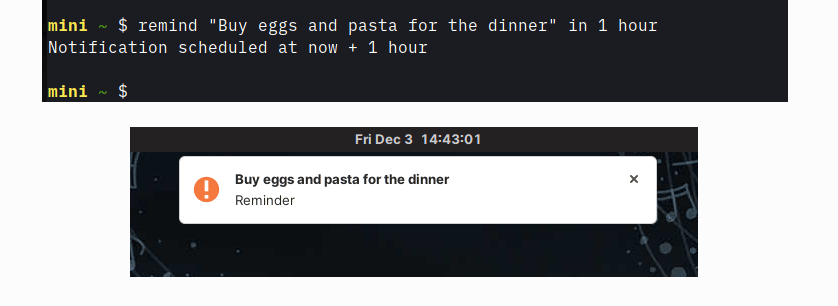 mini ~ $ remind "Buy eggs and pasta for the dinner" in 1 hour
Notification scheduled at now + 1 hour
mini ~ $
Fri Dec 3 14:43:01
Buy eggs and pasta for the dinner
Reminder